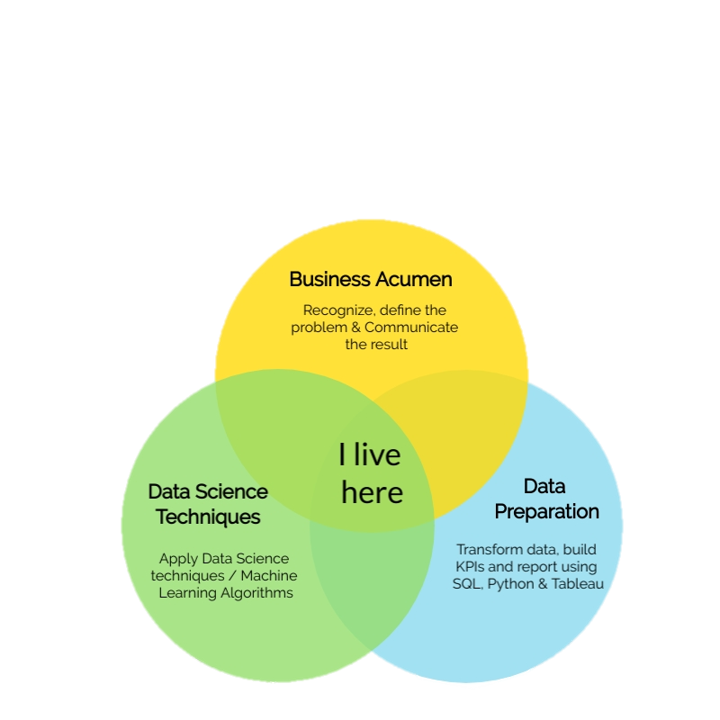 Business Acumen
Recognize, define the
problem & Communicate
the result
I live
here
Data Science
Techniques
Apply Data Science
techniques / Machine
Learning Algorithms
Data
Preparation
Transform data, build
KPIs and report using
SQL, Python & Tableau